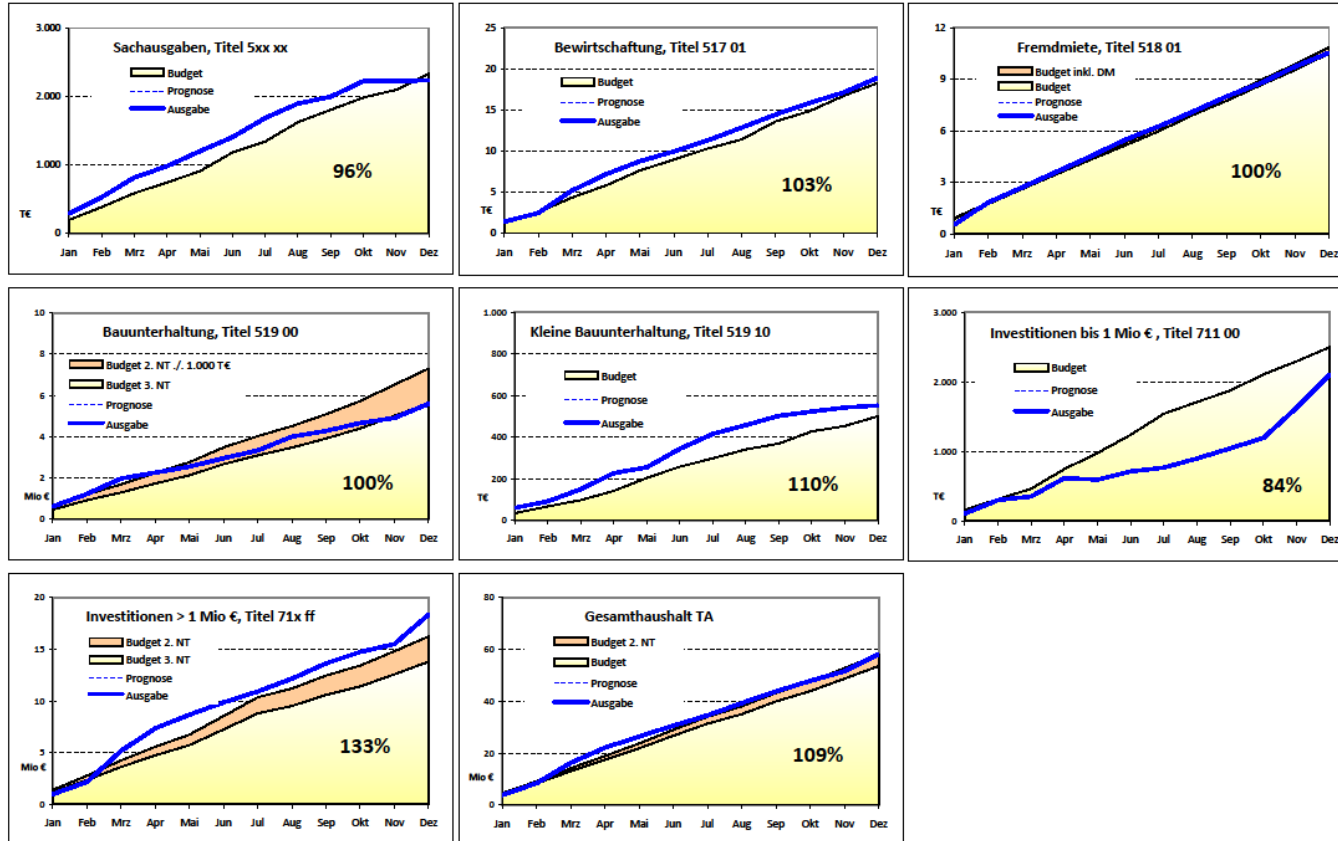 Sachausgaben, Titel 5xx xx
Budget
Prognose
Ausgabe
3.000
2.000
1.000
T€
0
96%
Jan Feb Mrz Apr Mai Jun Jul Aug Sep Okt Nov Dez
Bewirtschaftung, Titel 517 01
Budget
Prognose
Ausgabe
25
20
15
10
5
T€
0
103%
Jan Feb Mrz Apr Mai Jun Jul Aug Sep Okt Nov Dez
Fremdmiete, Titel 518 01
Budget inkl. DM
Budget
Prognose
Ausgabe
12
9
6
3
T€
0
100%
Jan Feb Mrz Apr Mai Jun Jul Aug Sep Okt Nov Dez
Bauunterhaltung, Titel 519 00
Budget 2. NT ./. 1.000 T€
Budget 3. NT
Prognose
Ausgabe
10
8
6
4
2
Mio €
0
100%
Jan Feb Mrz Apr Mai Jun Jul Aug Sep Okt Nov Dez
Kleine Bauunterhaltung, Titel 519 10
Budget
Prognose
Ausgabe
1.000
800
600
400
200
T€
0
110%
Jan Feb Mrz Apr Mai Jun Jul Aug Sep Okt Nov Dez
Investitionen bis 1 Mio € , Titel 711 00
Budget
Prognose
Ausgabe
3.000
2.000
1.000
T€
0
84%
Jan Feb Mrz Apr Mai Jun Jul Aug Sep Okt Nov Dez
Investitionen > 1 Mio €, Titel 71x ff
Budget 2. NT
Budget 3. NT
Prognose
Ausgabe
20
15
10
5
Mio €
0
133%
Jan Feb Mrz Apr Mai Jun Jul Aug Sep Okt Nov Dez
Gesamthaushalt TA
Budget 2. NT
Budget
Prognose
Ausgabe
80
60
40
20
Mio €
0
109%
Jan Feb Mrz Apr Mai Jun Jul Aug Sep Okt Nov Dez